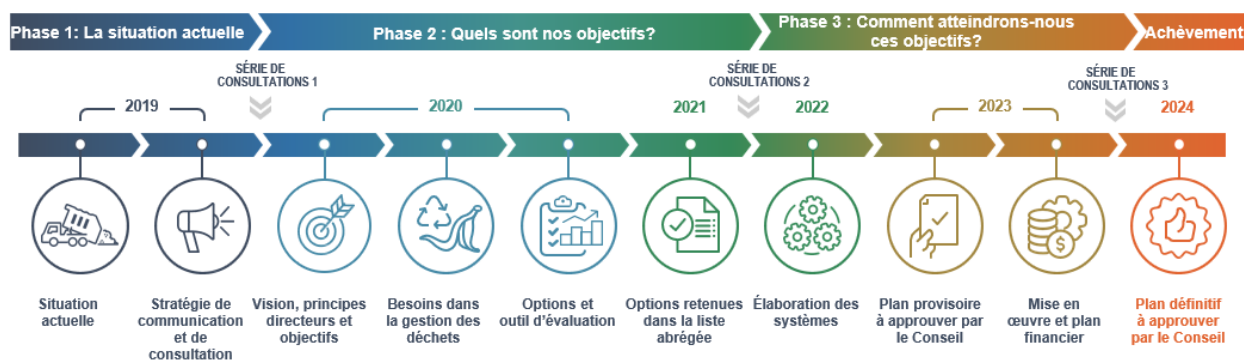 Phase 1: La situation actuelle
Phase 2 : Quels sont nos objectifs?
Phase 3 : Comment atteindrons-nous
ces objectifs?
Achèvement
SÉRIE DE
CONSULTATIONS 1
SÉRIE DE
CONSULTATIONS 2
SÉRIE DE
CONSULTATIONS 3
2019
2020
2021
2022
2023
2024
$
Situation
actuelle
Stratégie de
communication
et de
consultation
Vision, principes
directeurs et
objectifs
Besoins dans
la gestion des
déchets
Options et
outil d’évaluation
Options retenues
dans la liste
abrégée
Élaboration des
systèmes
Plan provisoire
à approuver par
le Conseil
Mise en
œuvre et plan
financier
Plan définitif
à approuver
par le Conseil